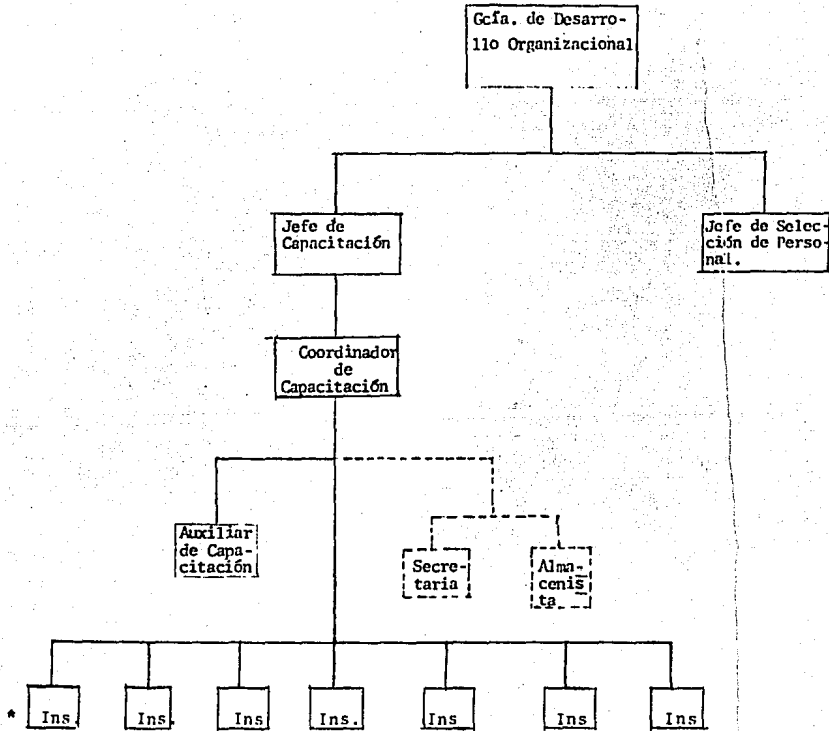 Gcía. de Desarro-
llo Organizacional
Jefe de
Capacitación
Jefe de Selec-
ción de Perso-
nal.
Coordinador
de
Capacitación
Auxiliar
de Capa-
citación
Secre-
taria
Alma-
cenis
ta
* Ins.
Ins.
Ins
Ins.
Ins
Ins
Ins